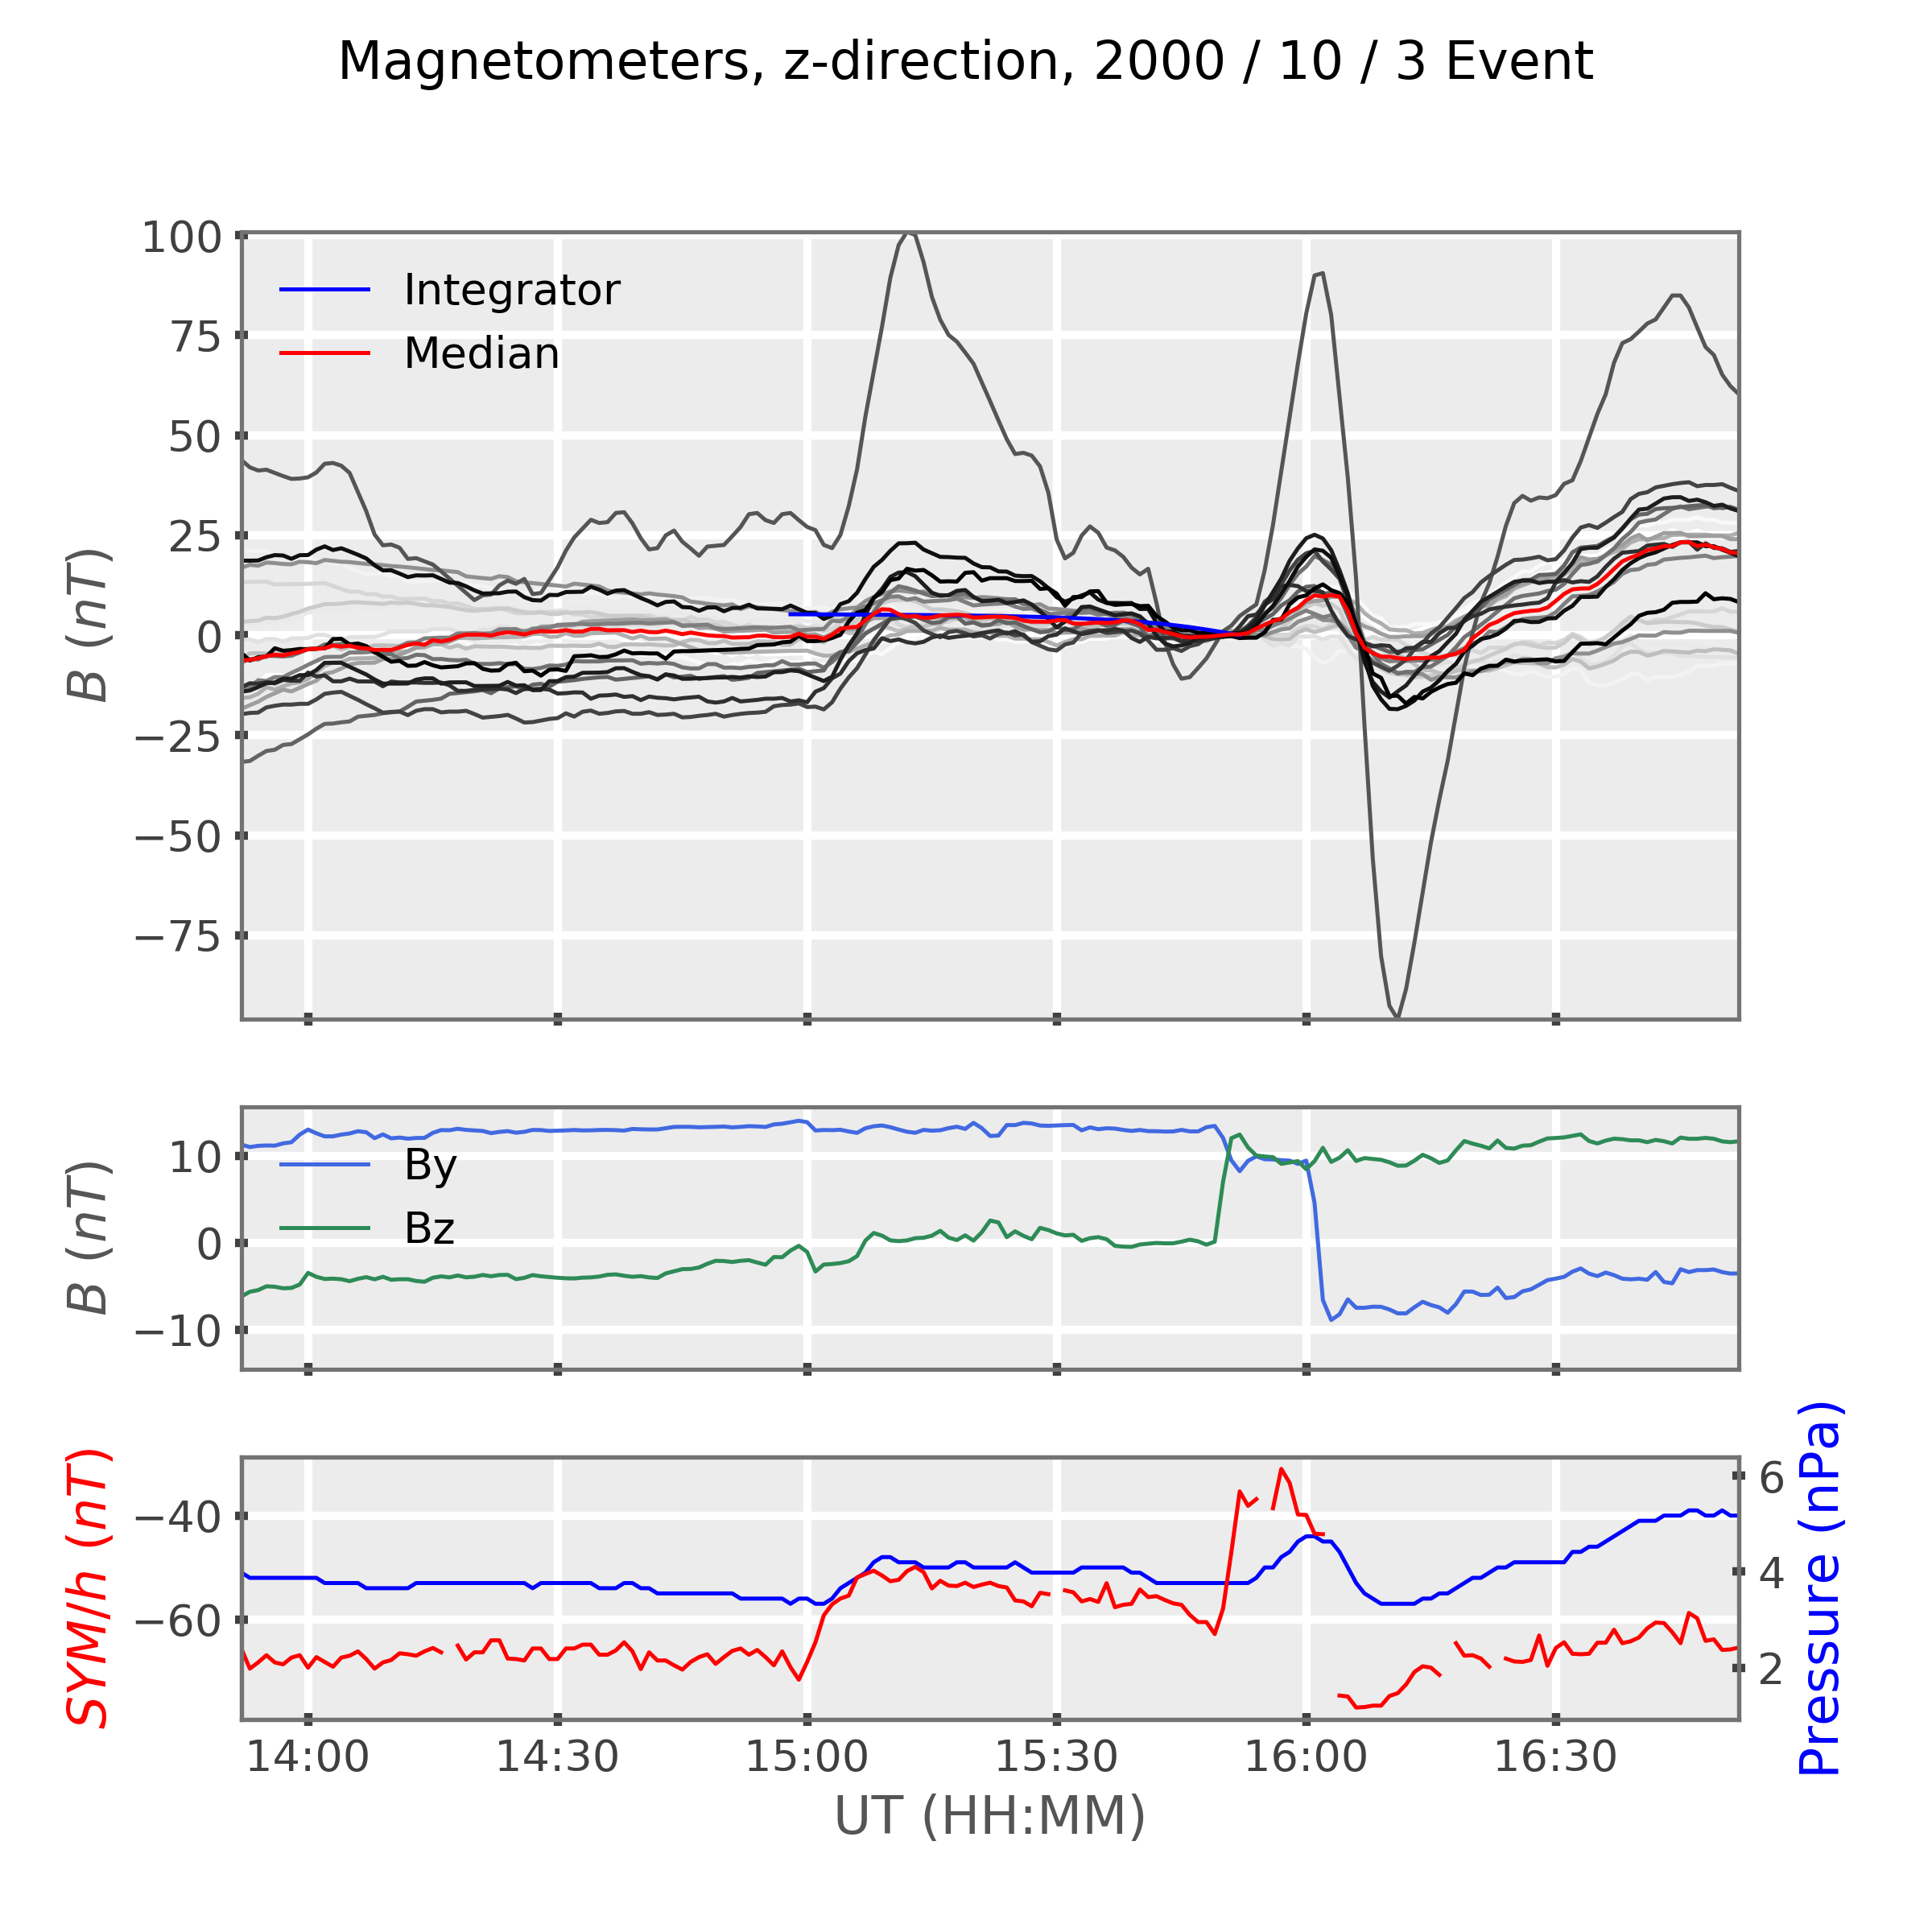 Magnetometers, z-direction, 2000 / 10 / 3 Event
100
75
50
25
0
−25
−50
−75
B (nT)
Integrator
Median
10
0
−10
B (nT)
By
Bz
−40
−60
SYM/h (nT)
6
4
2
Pressure (nPa)
14:00 14:30 15:00 15:30 16:00 16:30
UT (HH:MM)